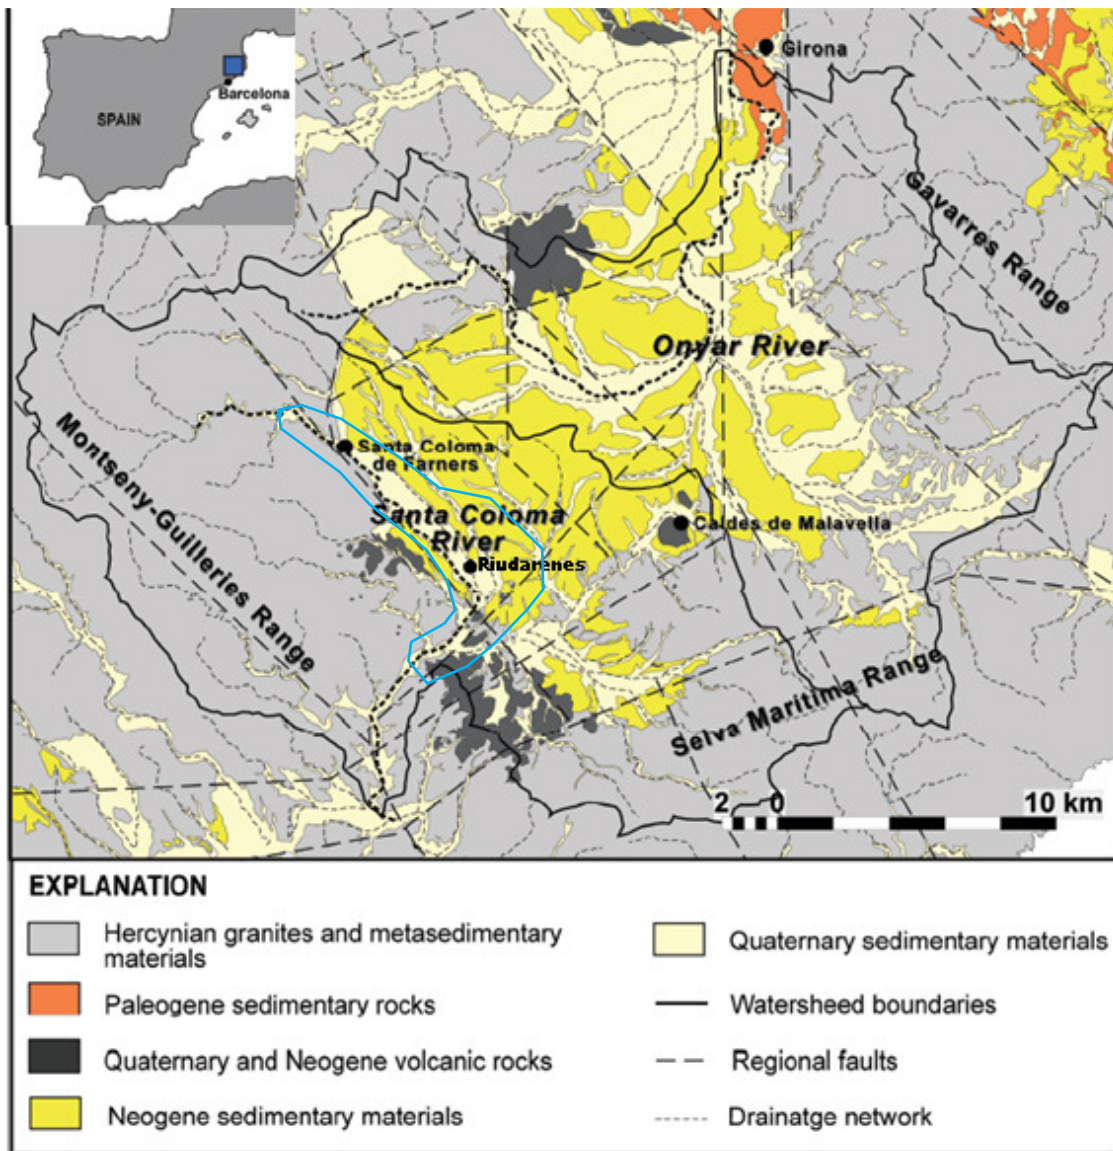 Girona
Barcelona
SPAIN
Gavarres Range
Onyar River
Montseny-Guilleries Range
Santa Coloma
de Farners
Santa Coloma
River
Caldes de Malavella
Riudarenes
Selva Maritima Range
2 0 10 km
EXPLANATION
Hercynian granites and metasedimentary
materials
Paleogene sedimentary rocks
Quaternary and Neogene volcanic rocks
Neogene sedimentary materials
Quaternary sedimentary materials
Watersheed boundaries
Regional faults
Drainatge network